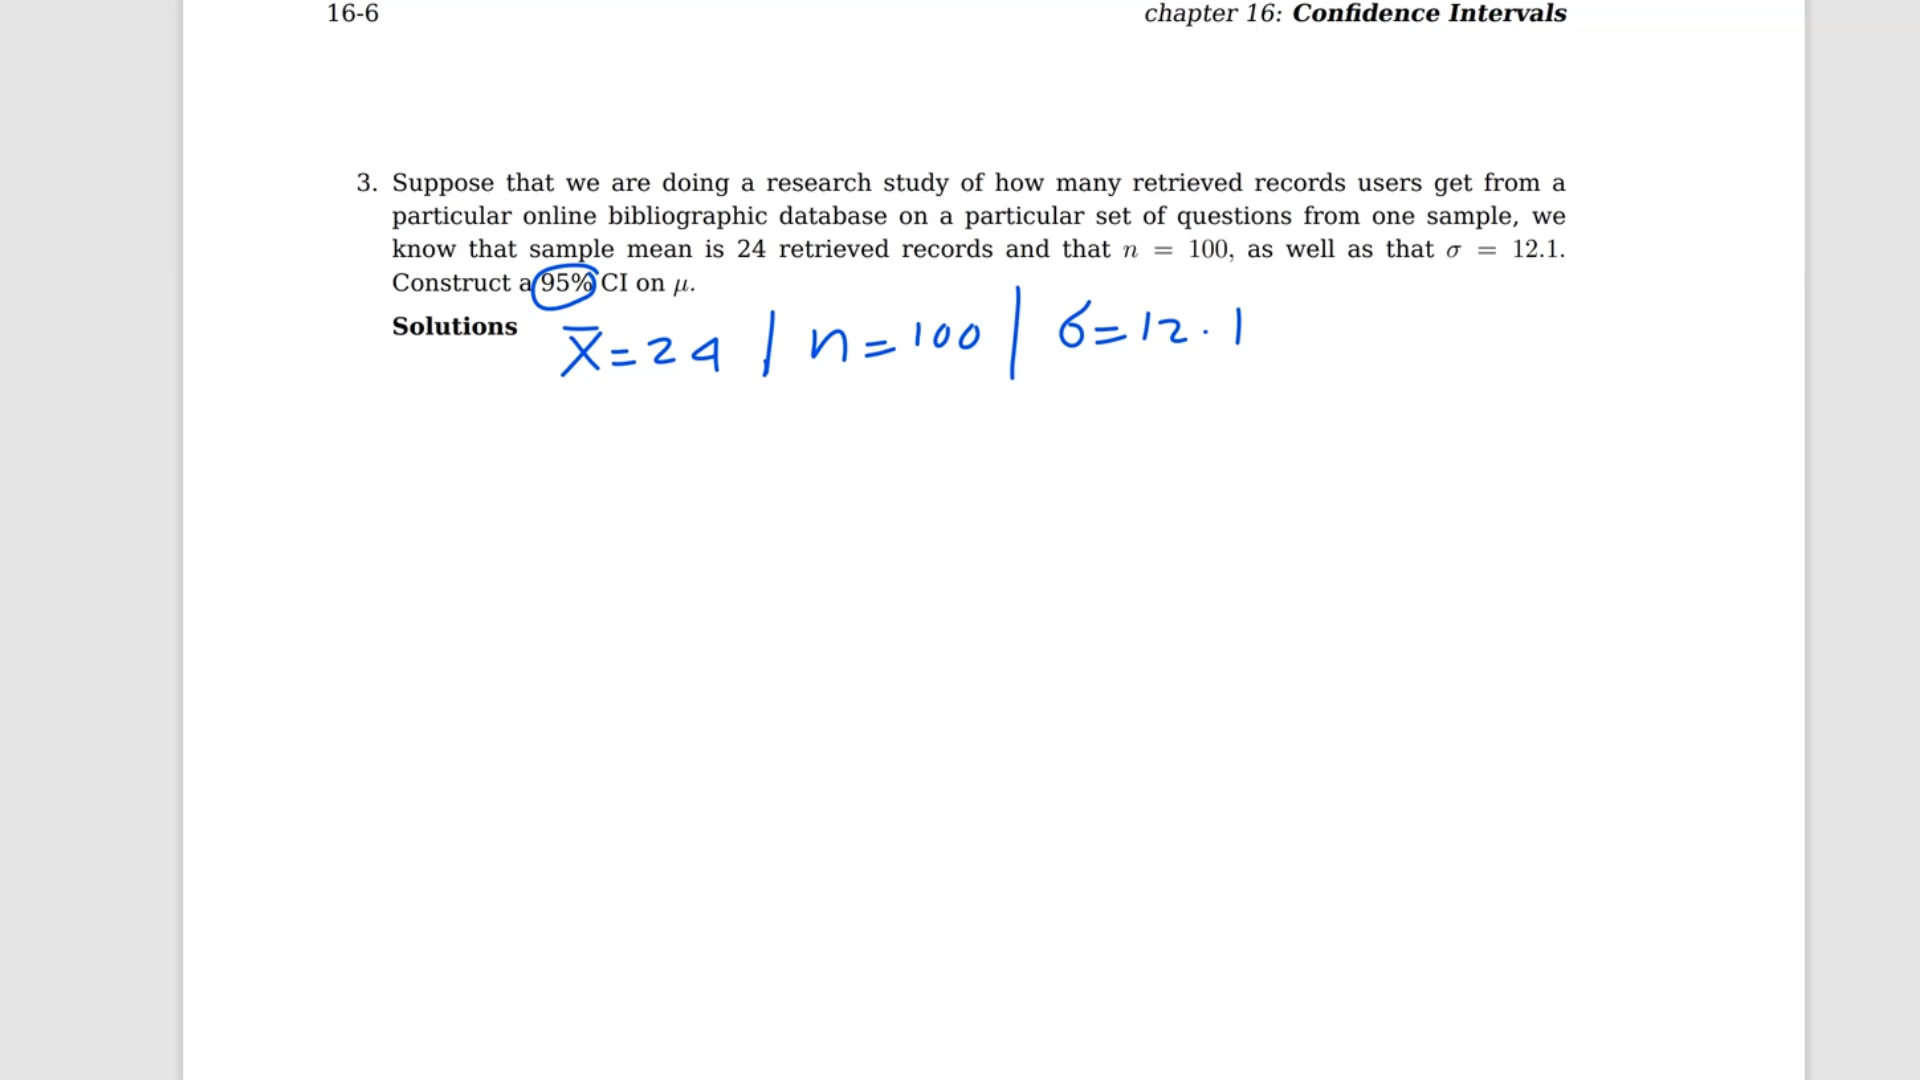 16-6 chapter 16: Confidence Intervals
3. Suppose that we are doing a research study of how many retrieved records users get from a
particular online bibliographic database on a particular set of questions from one sample, we
know that sample mean is 24 retrieved records and that n = 100, as well as that σ = 12.1.
Construct a 95% CI on μ.
Solutions x̄=24 | n=100 | σ=12.1